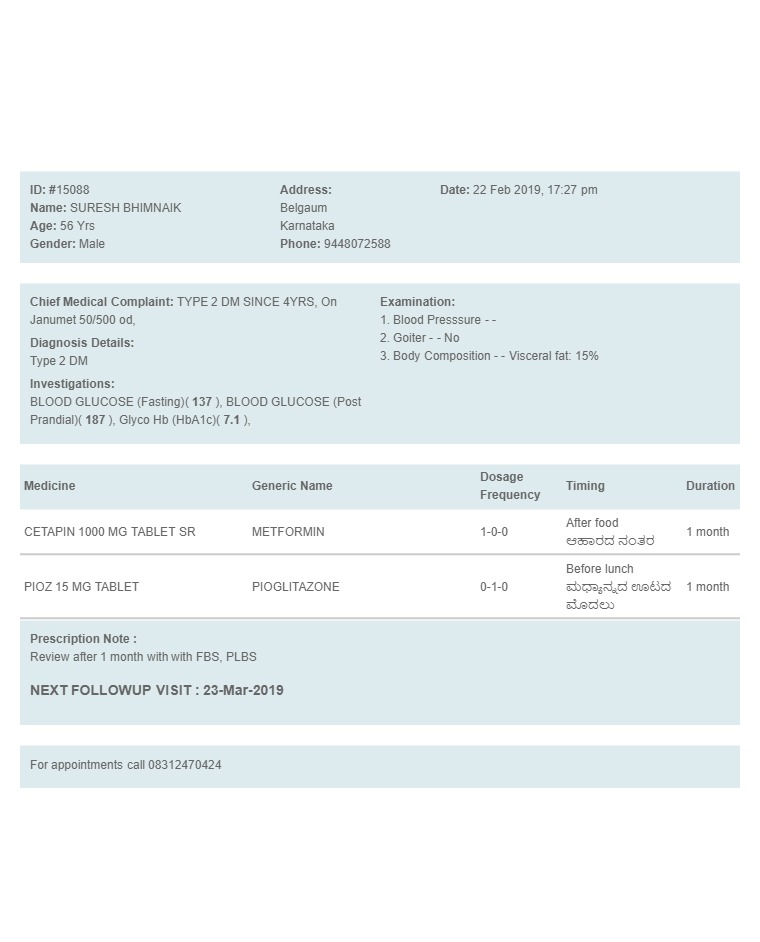 ID: #15088
Name: SURESH BHIMNAIK
Age: 56 Yrs
Gender: Male
Address:
Belgaum
Karnataka
Phone: 9448072588
Date: 22 Feb 2019, 17:27 pm
Chief Medical Complaint: TYPE 2 DM SINCE 4YRS, On
Janumet 50/500 od,
Diagnosis Details:
Type 2 DM
Investigations:
BLOOD GLUCOSE (Fasting)( 137 ), BLOOD GLUCOSE (Post
Prandial)( 187 ), Glyco Hb (HbA1c)( 7.1 ),
Examination:
1. Blood Presssure - -
2. Goiter - - No
3. Body Composition - - Visceral fat: 15%
Medicine Generic Name Dosage Frequency Timing Duration
CETAPIN 1000 MG TABLET SR METFORMIN 1-0-0 After food 1 month
ಆಹಾರದ ನಂತರ
PIOZ 15 MG TABLET PIOGLITAZONE 0-1-0 Before lunch 1 month
ಮಧ್ಯಾನ್ನದ ಊಟದ
ಮೊದಲು
Prescription Note :
Review after 1 month with with FBS, PLBS
NEXT FOLLOWUP VISIT : 23-Mar-2019
For appointments call 08312470424